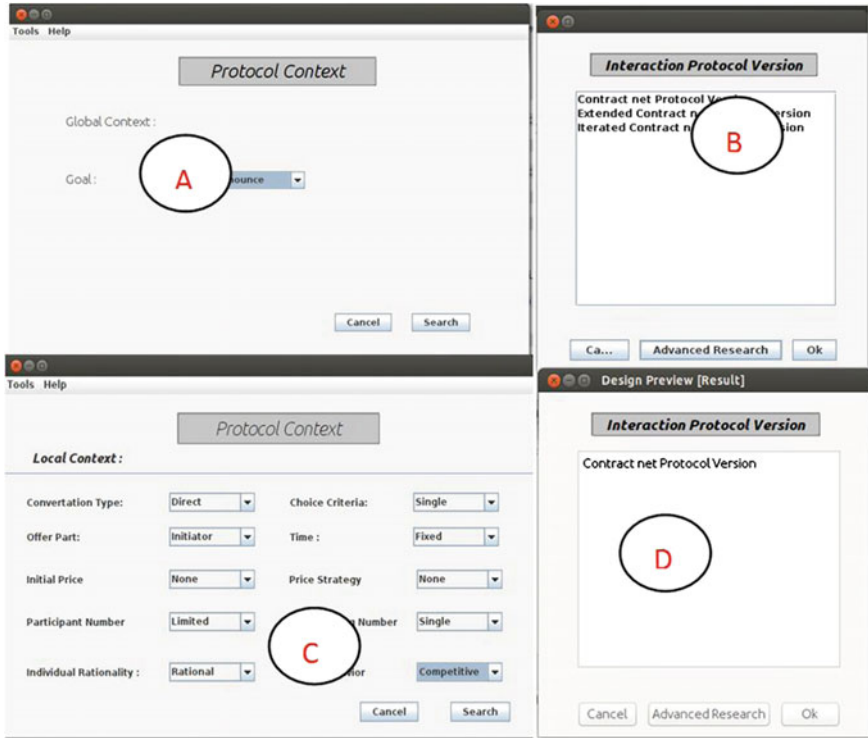 Tools Help
Protocol Context
Global Context :
Goal :
A
Cancel Search
Interaction Protocol Version
Contract net Protocol
Extended Contract
Iterated Contract
B
Ca... Advanced Research Ok
Tools Help
Protocol Context
Local Context :
Convertation Type: Direct Choice Criteria: Single
Offer Part: Initiator Time : Fixed
Initial Price None Price Strategy None
Participant Number Limited Number Single
Individual Rationality : Rational Competitive
C
Cancel Search
Design Preview [Result]
Interaction Protocol Version
Contract net Protocol Version
D
Cancel Advanced Research Ok